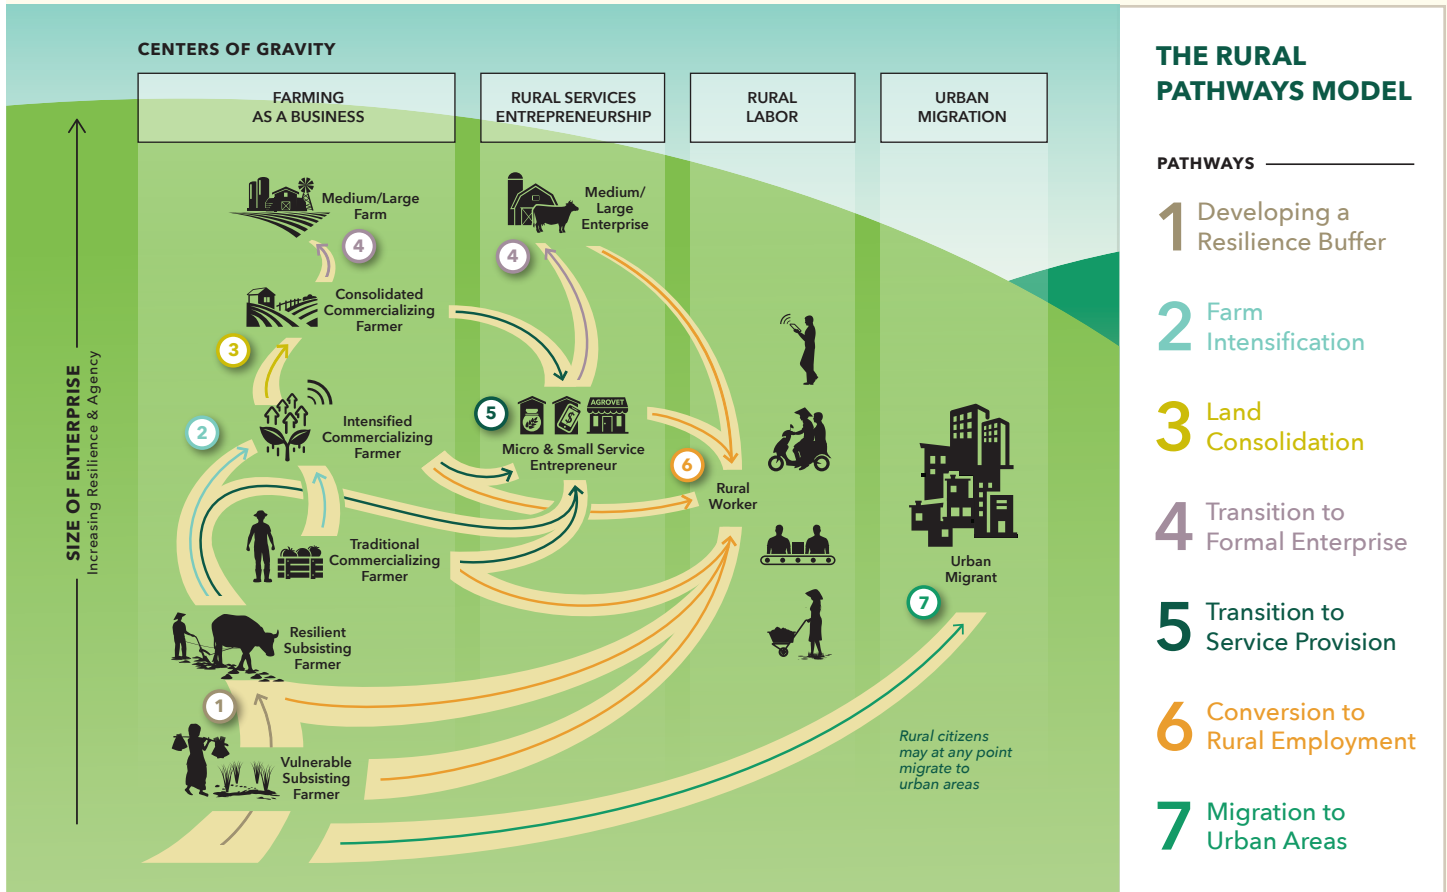 CENTERS OF GRAVITY
FARMING
AS A BUSINESS
RURAL SERVICES
ENTREPRENEURSHIP
RURAL
LABOR
URBAN
MIGRATION
SIZE OF ENTERPRISE
Increasing Resilience & Agency
Medium/Large
Farm
4
Medium/
Large
Enterprise
4
Consolidated
Commercializing
Farmer
3
Intensified
Commercializing
Farmer
2
5
AGROVET
Micro & Small Service
Entrepreneur
6
Rural
Worker
Traditional
Commercializing
Farmer
Urban
Migrant
7
Resilient
Subsisting
Farmer
1
Vulnerable
Subsisting
Farmer
Rural citizens
may at any point
migrate to
urban areas
THE RURAL
PATHWAYS MODEL
PATHWAYS
1 Developing a
Resilience Buffer
2 Farm
Intensification
3 Land
Consolidation
4 Transition to
Formal Enterprise
5 Transition to
Service Provision
6 Conversion to
Rural Employment
7 Migration to
Urban Areas